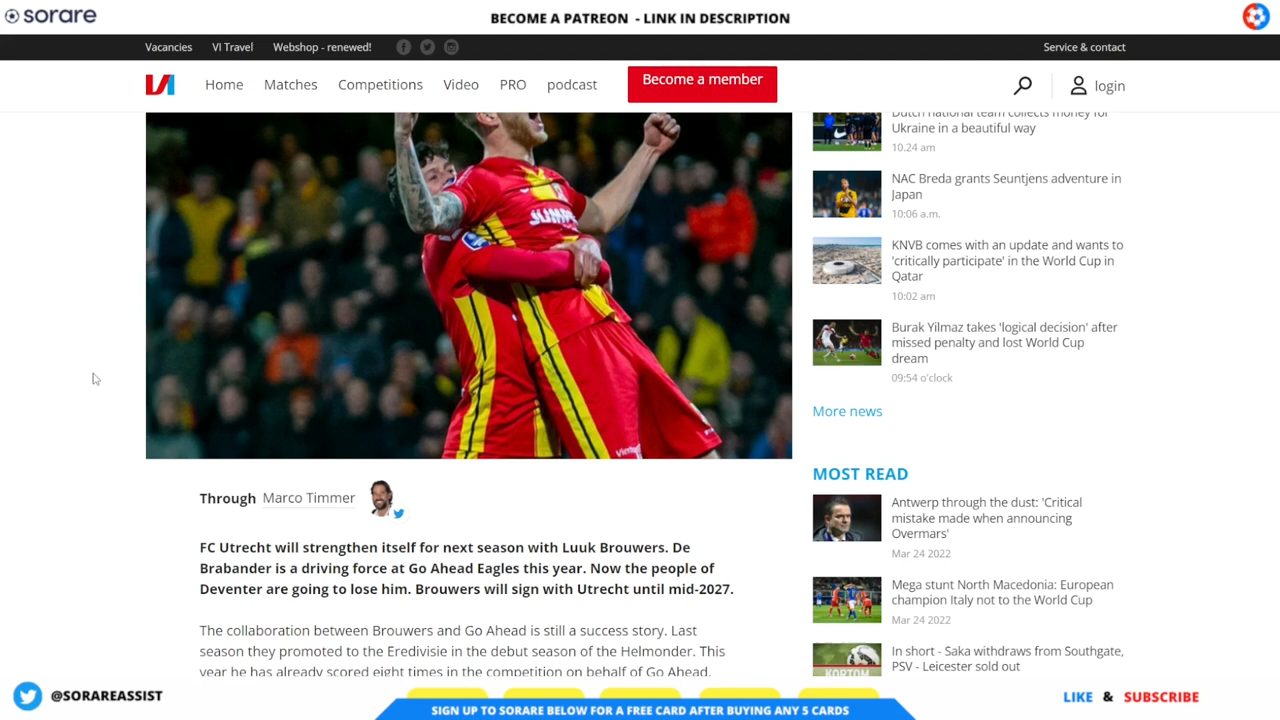 sorare
BECOME A PATREON - LINK IN DESCRIPTION
Vacancies VI Travel Webshop - renewed! Service & contact
VI Home Matches Competitions Video PRO podcast Become a member login
JUMBO
Dutch national team collects money for
Ukraine in a beautiful way
10.24 am
NAC Breda grants Seuntjens adventure in
Japan
10:06 a.m.
KNVB comes with an update and wants to
'critically participate' in the World Cup in
Qatar
10:02 am
Burak Yilmaz takes 'logical decision' after
missed penalty and lost World Cup
dream
09:54 o'clock
More news
Through Marco Timmer
FC Utrecht will strengthen itself for next season with Luuk Brouwers. De
Brabander is a driving force at Go Ahead Eagles this year. Now the people of
Deventer are going to lose him. Brouwers will sign with Utrecht until mid-2027.
The collaboration between Brouwers and Go Ahead is still a success story. Last
season they promoted to the Eredivisie in the debut season of the Helmonder. This
year he has already scored eight times in the competition on behalf of Go Ahead.
MOST READ
Antwerp through the dust: 'Critical
mistake made when announcing
Overmars'
Mar 24 2022
Mega stunt North Macedonia: European
champion Italy not to the World Cup
Mar 24 2022
In short - Saka withdraws from Southgate,
PSV - Leicester sold out
KORTOM
@SORAREASSIST
SIGN UP TO SORARE BELOW FOR A FREE CARD AFTER BUYING ANY 5 CARDS
LIKE & SUBSCRIBE